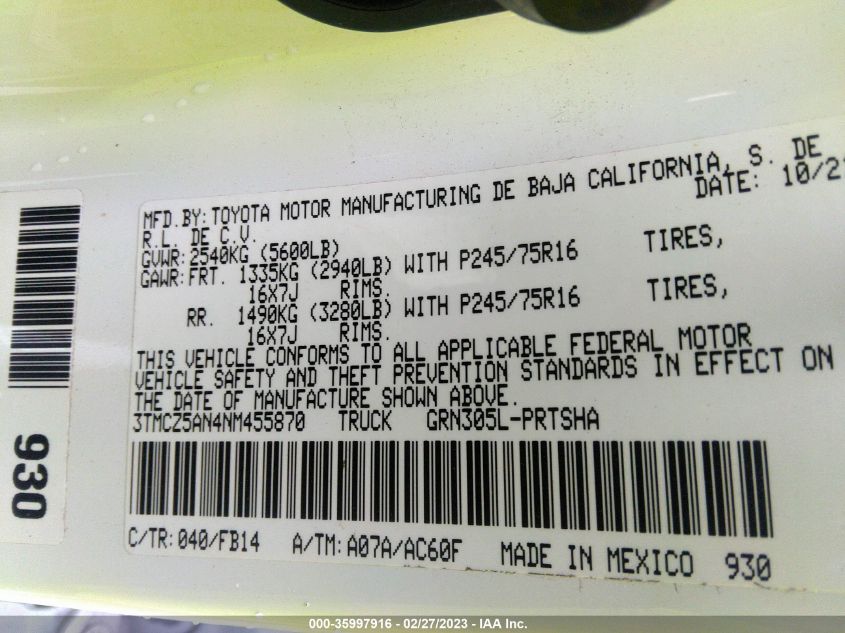 MFD.BY:TOYOTA MOTOR MANUFACTURING DE BAJA CALIFORNIA, S. DE
R.L. DE C.V. DATE: 10/21
GVWR:2540KG (5600LB)
GAWR:FRT. 1335KG (2940LB) WITH P245/75R16 TIRES,
16X7J RIMS.
RR. 1490KG (3280LB) WITH P245/75R16 TIRES,
16X7J RIMS.
THIS VEHICLE CONFORMS TO ALL APPLICABLE FEDERAL MOTOR
VEHICLE SAFETY AND THEFT PREVENTION STANDARDS IN EFFECT ON
THE DATE OF MANUFACTURE SHOWN ABOVE.
3TMCZ5AN4NM455870 TRUCK GRN305L-PRTSHA
C/TR:040/FB14 A/TM:A07A/AC60F MADE IN MEXICO 930
930
000-35997916 - 02/27/2023 - IAA Inc.